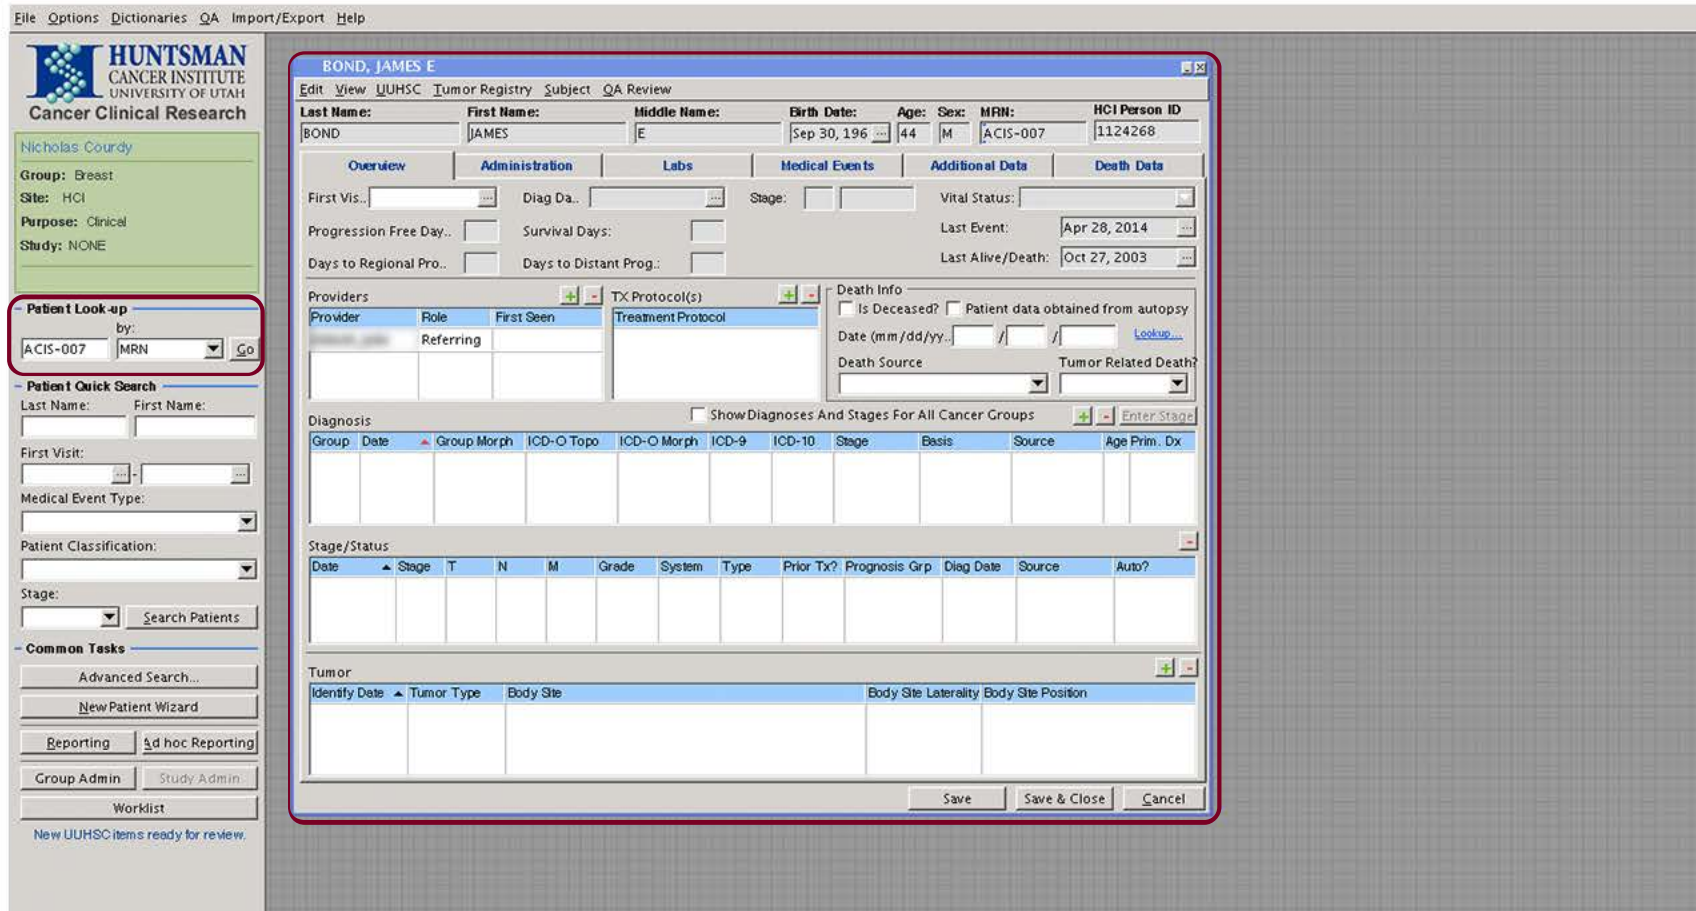 File Options Dictionaries QA Import/Export Help
HUNTSMAN
CANCER INSTITUTE
UNIVERSITY OF UTAH
Cancer Clinical Research
Nicholas Courdy
Group: Breast
Site: HCI
Purpose: Clinical
Study: NONE
Patient Look-up
by:
ACIS-007 MRN Go
Patient Quick Search
Last Name: First Name:
First Visit:
... - ...
Medical Event Type:
Patient Classification:
Stage:
Search Patients
Common Tasks
Advanced Search...
New Patient Wizard
Reporting Ad hoc Reporting
Group Admin Study Admin
Worklist
New UUHSC items ready for review.
BOND, JAMES E
Edit View UUHSC Tumor Registry Subject QA Review
Last Name: First Name: Middle Name: Birth Date: Age: Sex: MRN: HCI Person ID
BOND JAMES E Sep 30, 196 ... 44 M ACIS-007 1124268
Overview Administration Labs Medical Events Additional Data Death Data
First Vis.. ... Diag Da.. ... Stage: Vital Status:
Progression Free Day.. Survival Days: Last Event: Apr 28, 2014 ...
Days to Regional Pro.. Days to Distant Prog.: Last Alive/Death: Oct 27, 2003 ...
Providers + - TX Protocol(s) + - Death Info
Provider Role First Seen Treatment Protocol Is Deceased? Patient data obtained from autopsy
Referring Date (mm/dd/yy.. / / Lookup...
Death Source Tumor Related Death?
Diagnosis Show Diagnoses And Stages For All Cancer Groups + - Enter Stage
Group Date Group Morph ICD-O Topo ICD-O Morph ICD-9 ICD-10 Stage Basis Source Age Prim. Dx
Stage/Status -
Date Stage T N M Grade System Type Prior Tx? Prognosis Grp Diag Date Source Auto?
Tumor + -
Identify Date Tumor Type Body Site Body Site Laterality Body Site Position
Save Save & Close Cancel